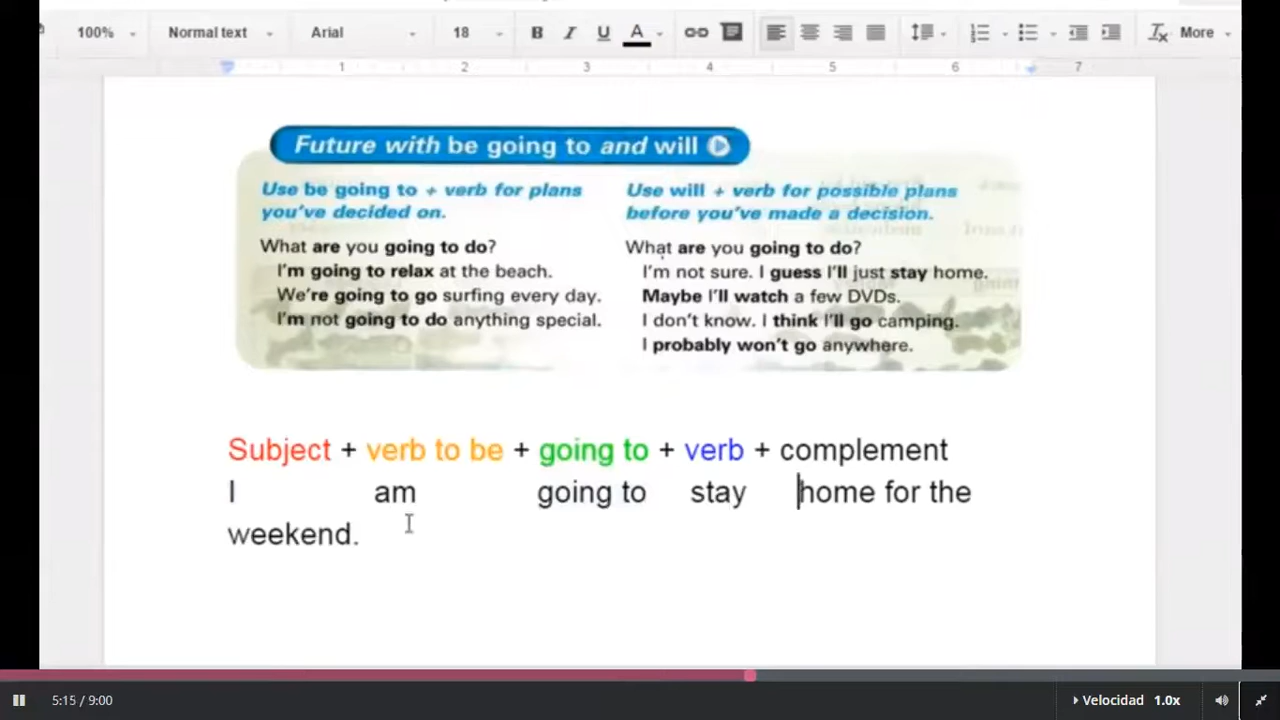 100% Normal text Arial 18 B I U A More
1 2 3 4 5 6 7
Future with be going to and will
Use be going to + verb for plans
you've decided on.
What are you going to do?
I'm going to relax at the beach.
We're going to go surfing every day.
I'm not going to do anything special.
Use will + verb for possible plans
before you've made a decision.
What are you going to do?
I'm not sure. I guess I'll just stay home.
Maybe I'll watch a few DVDs.
I don't know. I think I'll go camping.
I probably won't go anywhere.
Subject + verb to be + going to + verb + complement
I am going to stay home for the
weekend.
5:15 / 9:00 Velocidad 1.0x